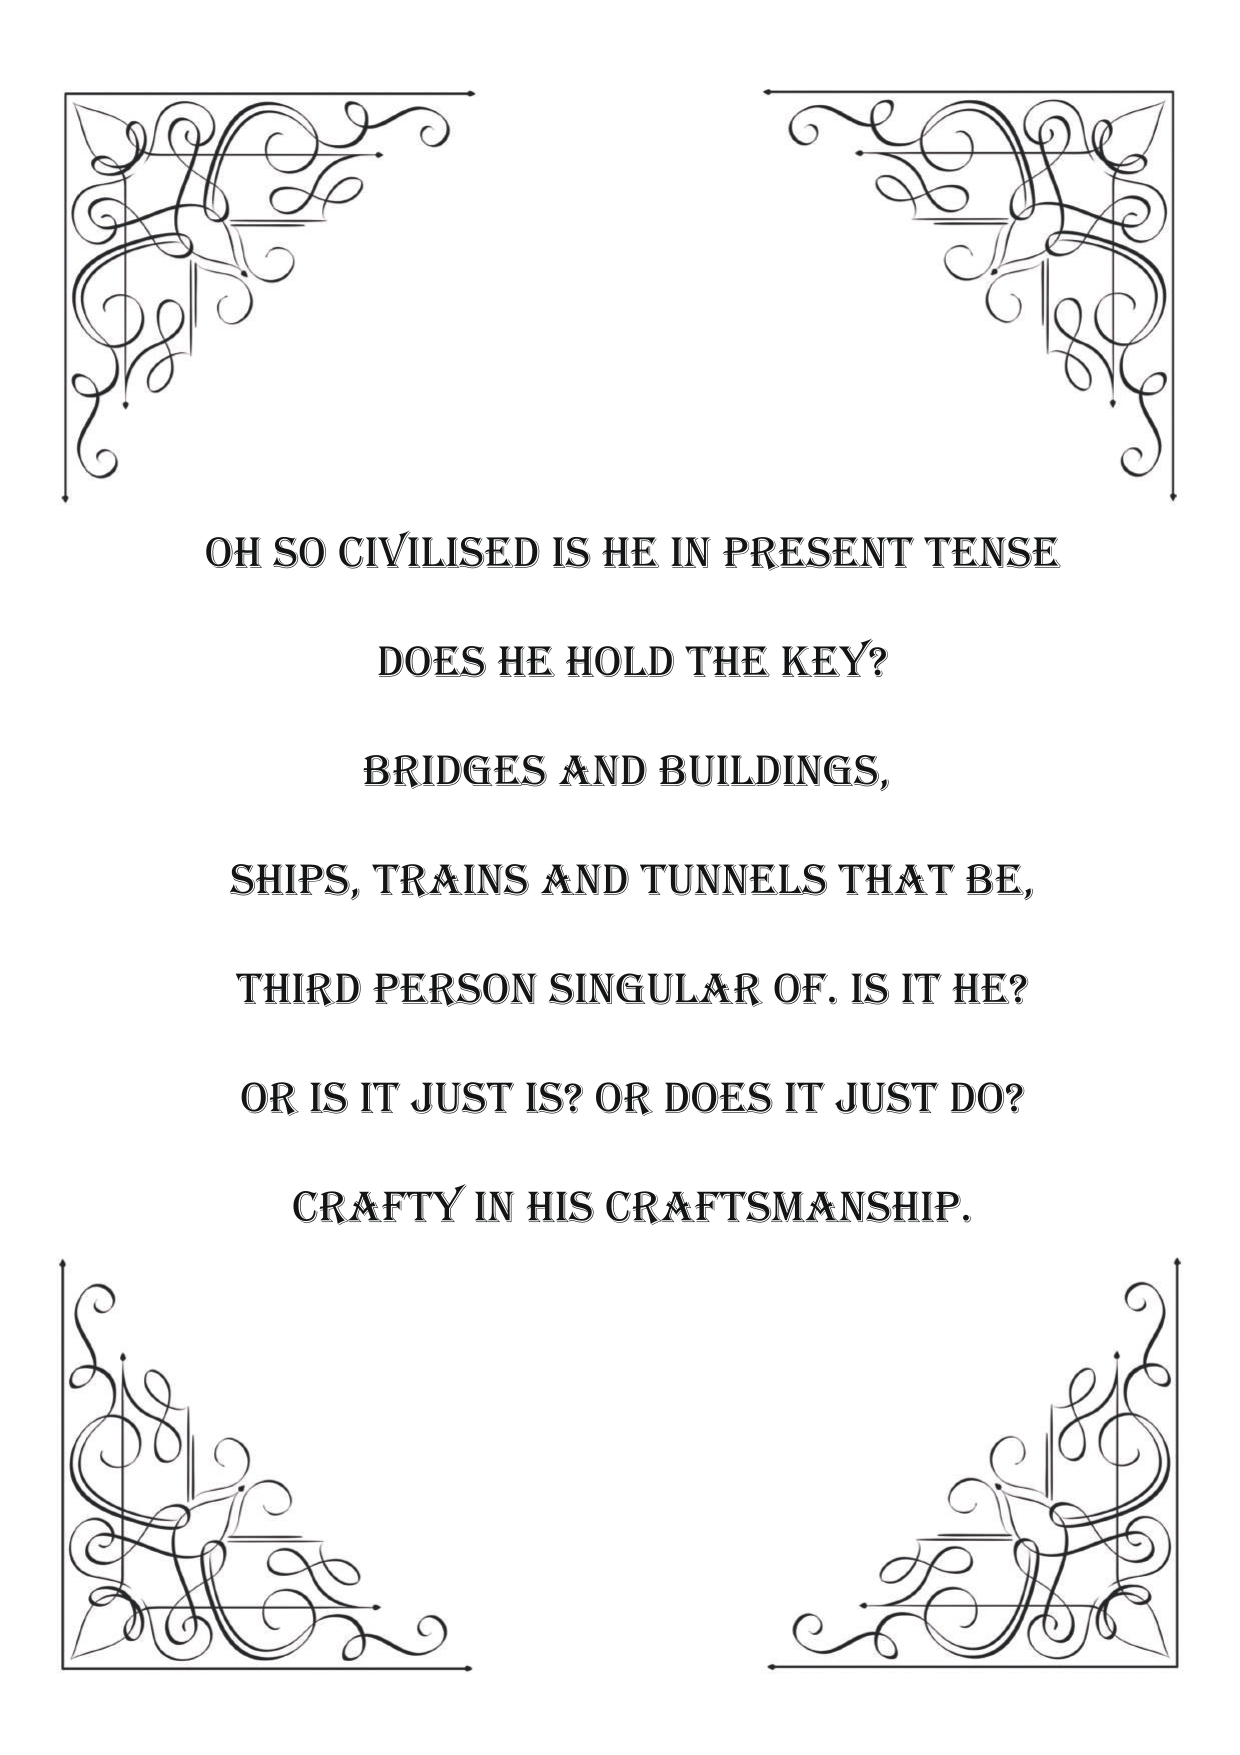 OH SO CIVILISED IS HE IN PRESENT TENSE
DOES HE HOLD THE KEY?
BRIDGES AND BUILDINGS,
SHIPS, TRAINS AND TUNNELS THAT BE,
THIRD PERSON SINGULAR OF. IS IT HE?
OR IS IT JUST IS? OR DOES IT JUST DO?
CRAFTY IN HIS CRAFTSMANSHIP.